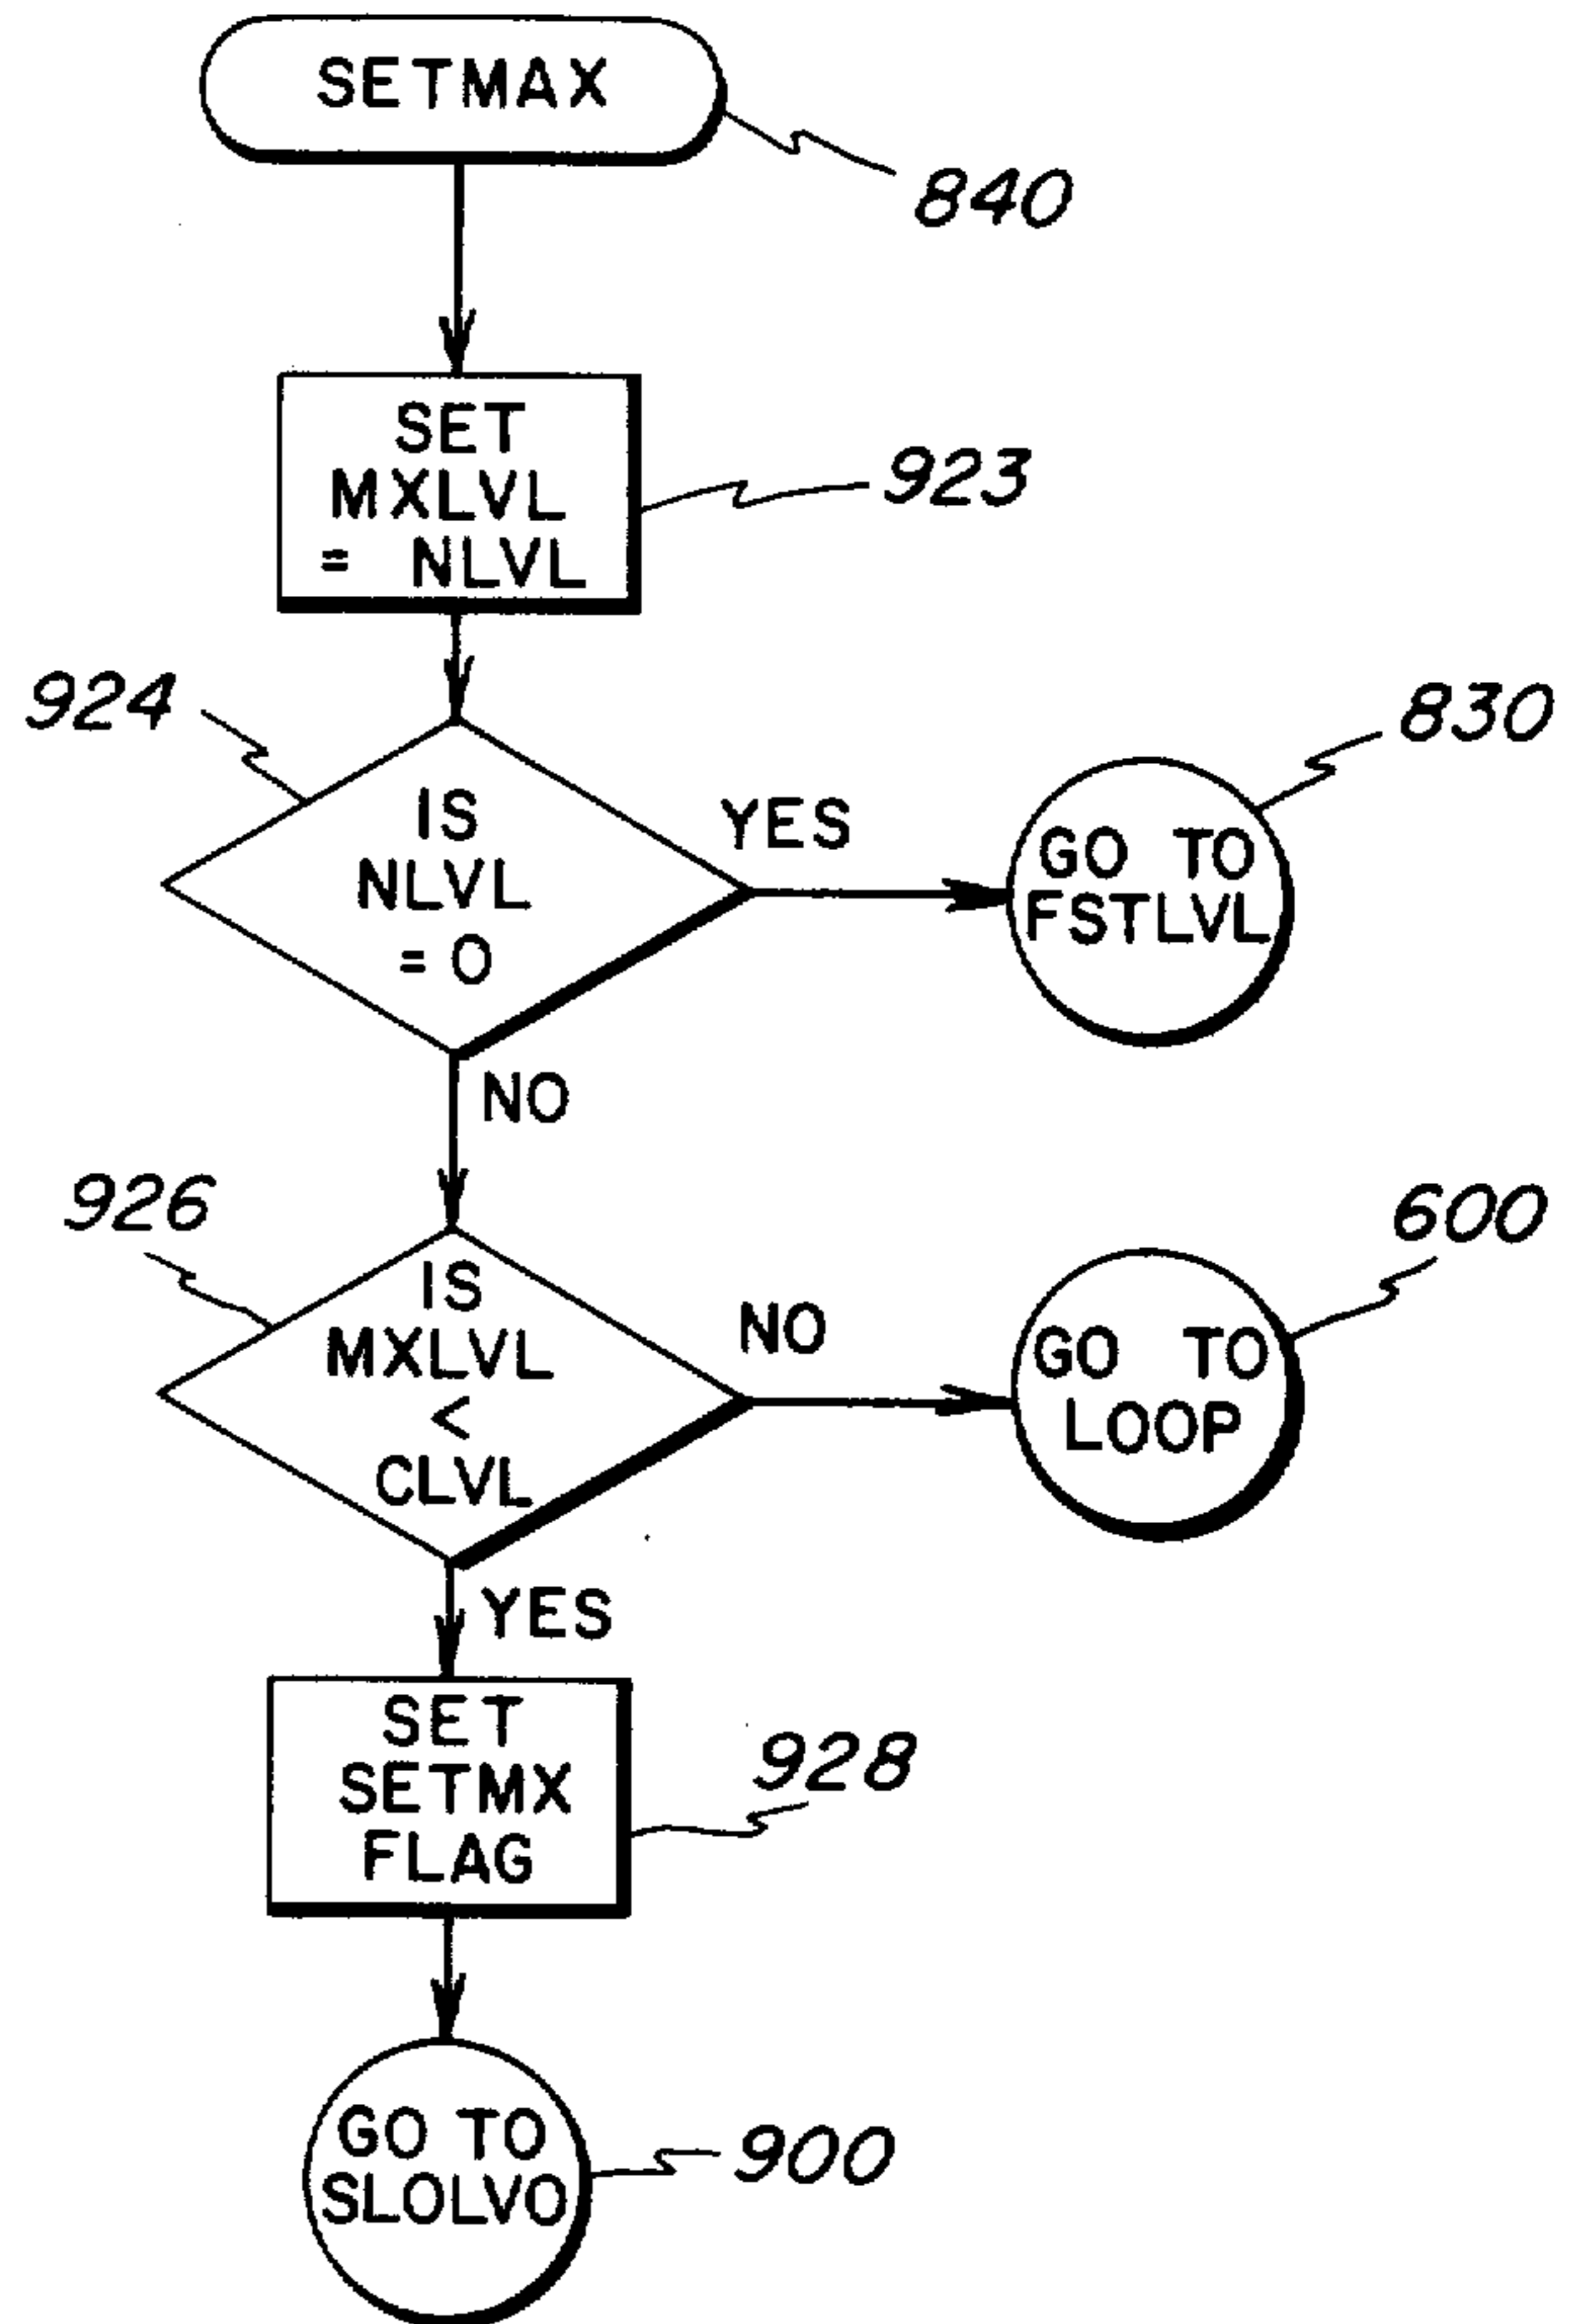 SETMAX
840
SET
MXLVL
= NLVL
923
924
IS
NLVL
= 0
YES
GO TO
FSTLVL
830
NO
926
IS
MXLVL
<
CLVL
NO
GO TO
LOOP
600
YES
SET
SETMX
FLAG
928
GO TO
SLOLVO
900